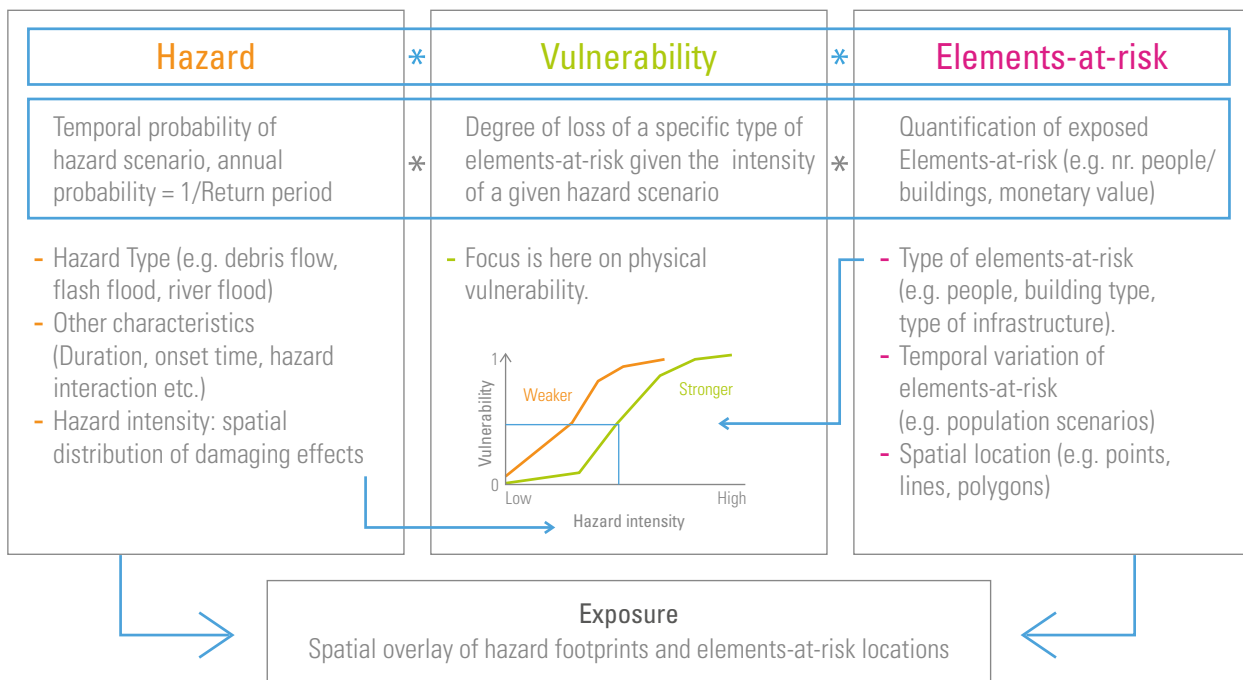 Hazard * Vulnerability * Elements-at-risk
Temporal probability of
hazard scenario, annual
probability = 1/Return period
*
Degree of loss of a specific type of
elements-at-risk given the intensity
of a given hazard scenario
*
Quantification of exposed
Elements-at-risk (e.g. nr. people/
buildings, monetary value)
- Hazard Type (e.g. debris flow,
flash flood, river flood)
- Other characteristics
(Duration, onset time, hazard
interaction etc.)
- Hazard intensity: spatial
distribution of damaging effects
- Focus is here on physical
vulnerability.
1
Vulnerability
0
Weaker
Stronger
Low
High
Hazard intensity
- Type of elements-at-risk
(e.g. people, building type,
type of infrastructure).
- Temporal variation of
elements-at-risk
(e.g. population scenarios)
- Spatial location (e.g. points,
lines, polygons)
Exposure
Spatial overlay of hazard footprints and elements-at-risk locations